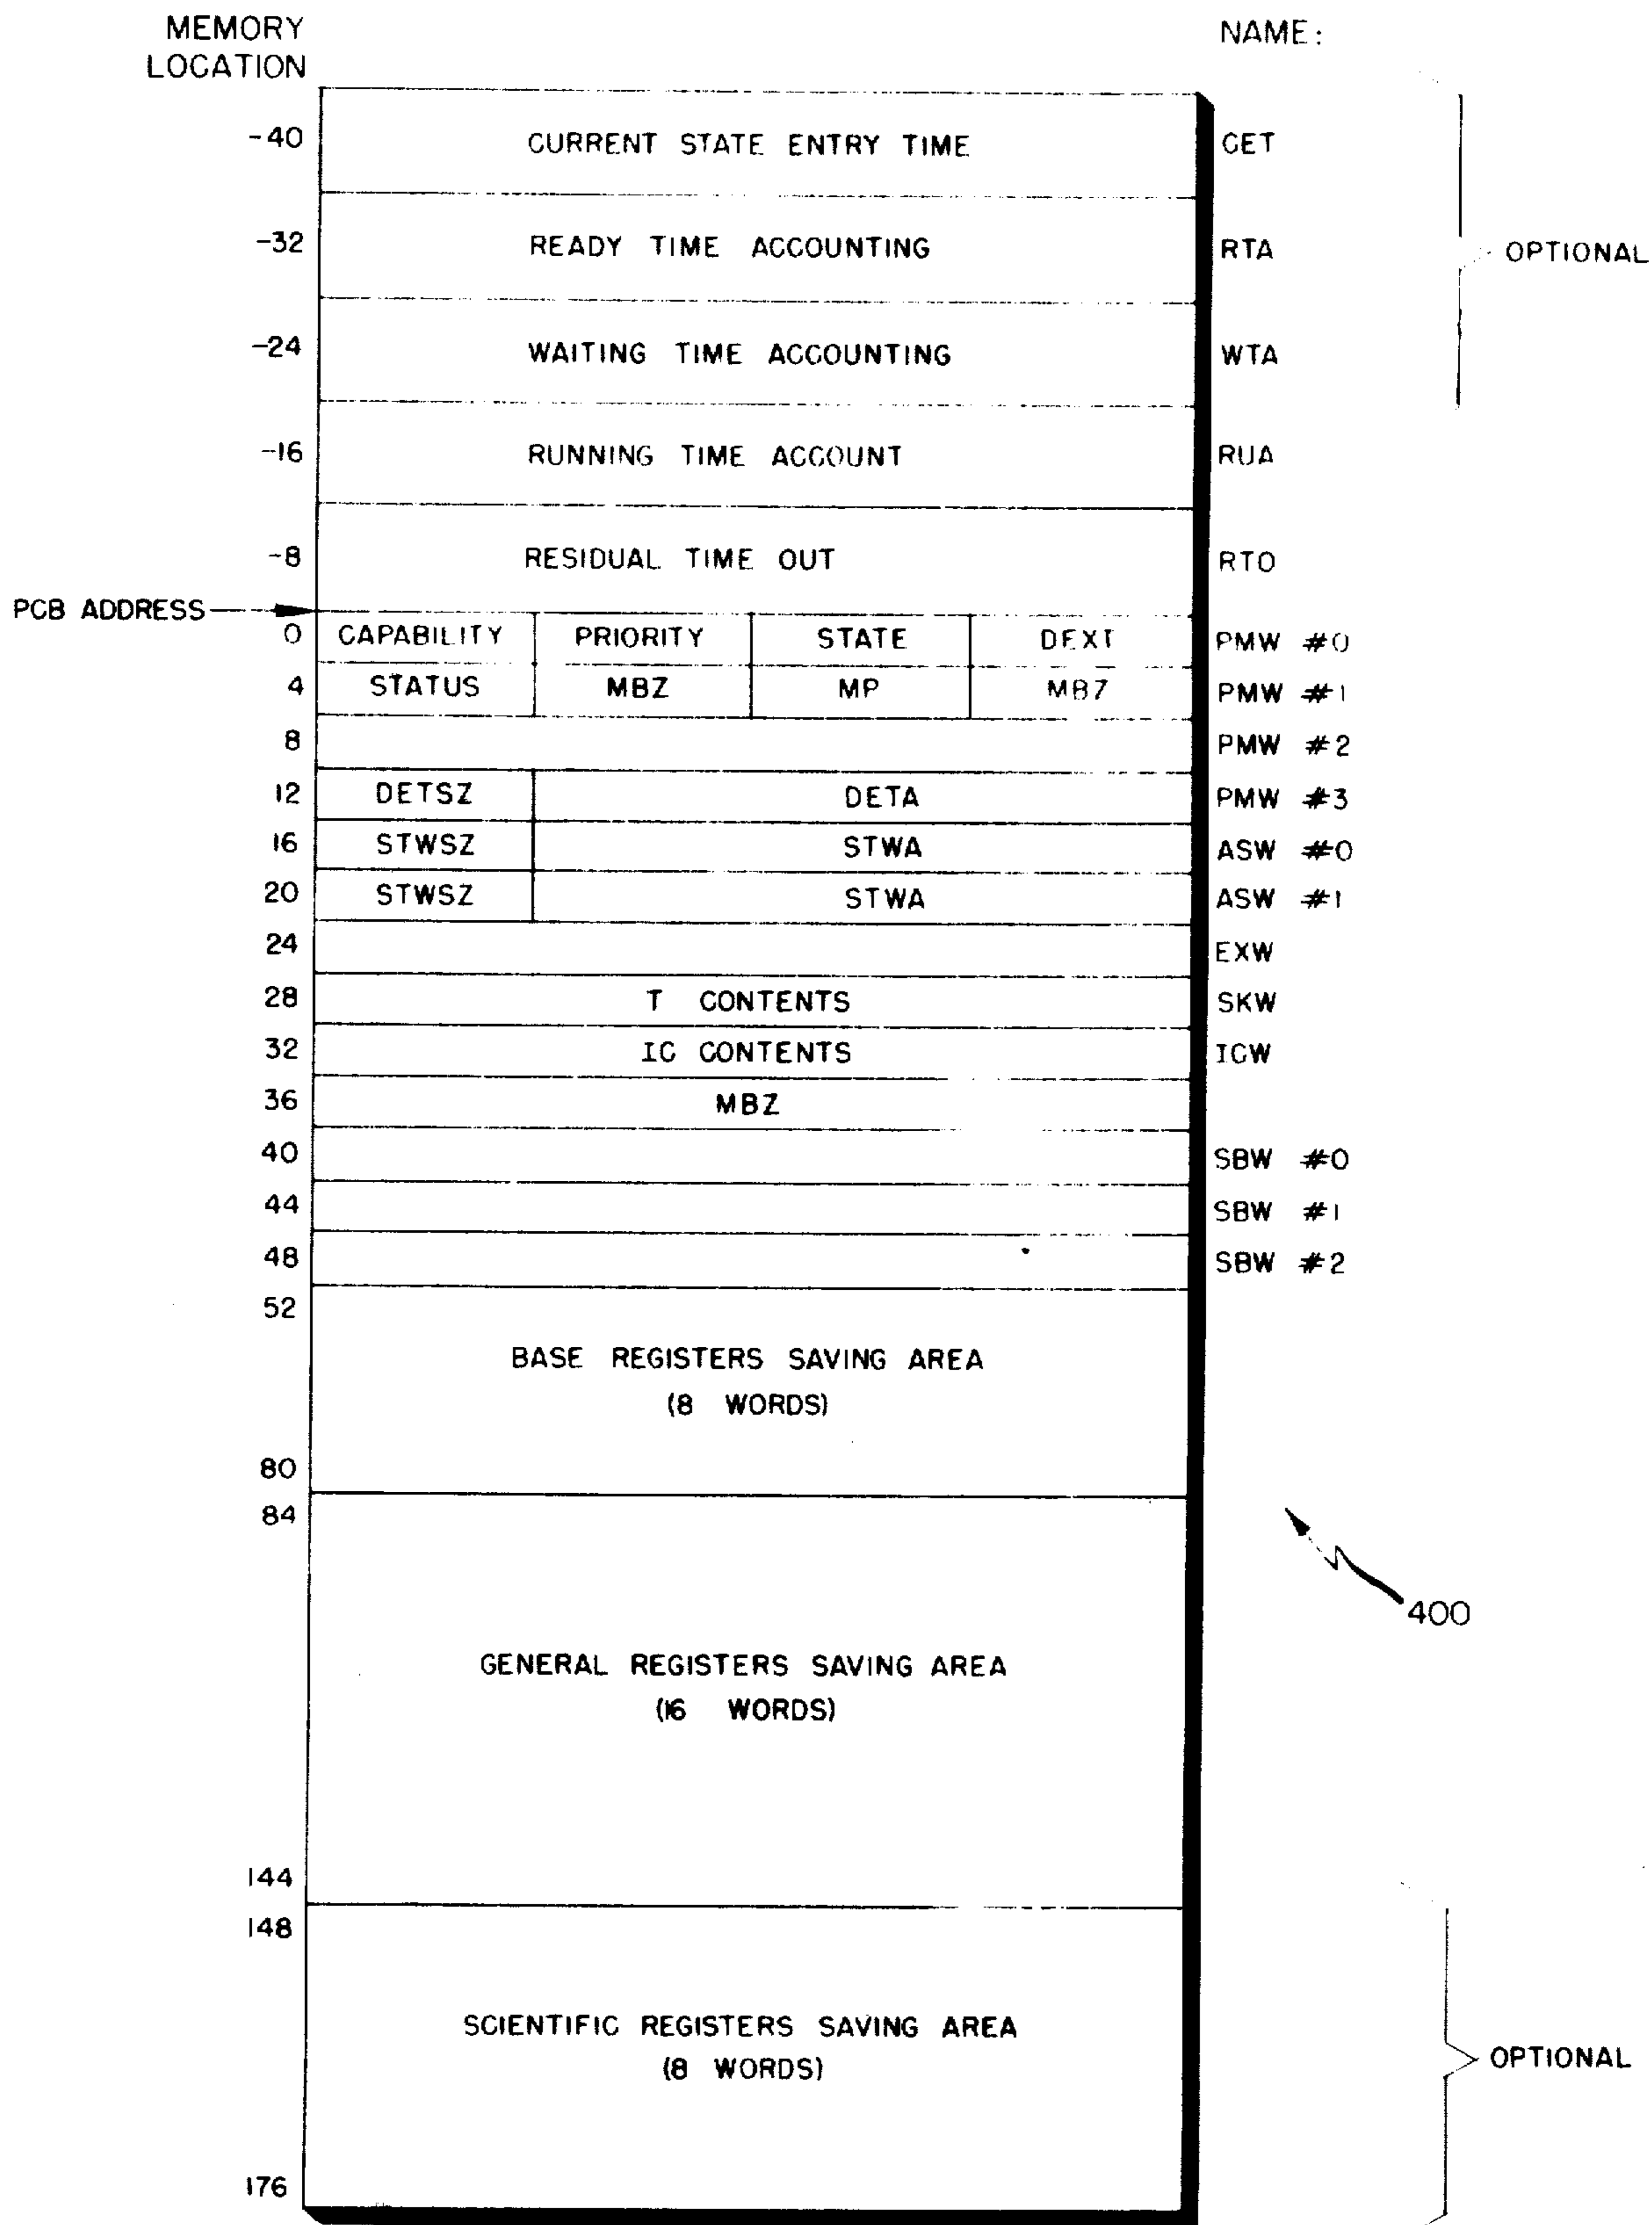 MEMORY
LOCATION
NAME:
-40 CURRENT STATE ENTRY TIME CET
-32 READY TIME ACCOUNTING RTA
OPTIONAL
-24 WAITING TIME ACCOUNTING WTA
-16 RUNNING TIME ACCOUNT RUA
-8 RESIDUAL TIME OUT RTO
PCB ADDRESS
0 CAPABILITY PRIORITY STATE DEXT PMW #0
4 STATUS MBZ MP MBZ PMW #1
8 PMW #2
12 DETSZ DETA PMW #3
16 STWSZ STWA ASW #0
20 STWSZ STWA ASW #1
24 EXW
28 T CONTENTS SKW
32 IC CONTENTS ICW
36 MBZ
40 SBW #0
44 SBW #1
48 SBW #2
52
BASE REGISTERS SAVING AREA
(8 WORDS)
80
84
400
GENERAL REGISTERS SAVING AREA
(16 WORDS)
144
148
SCIENTIFIC REGISTERS SAVING AREA
(8 WORDS)
OPTIONAL
176